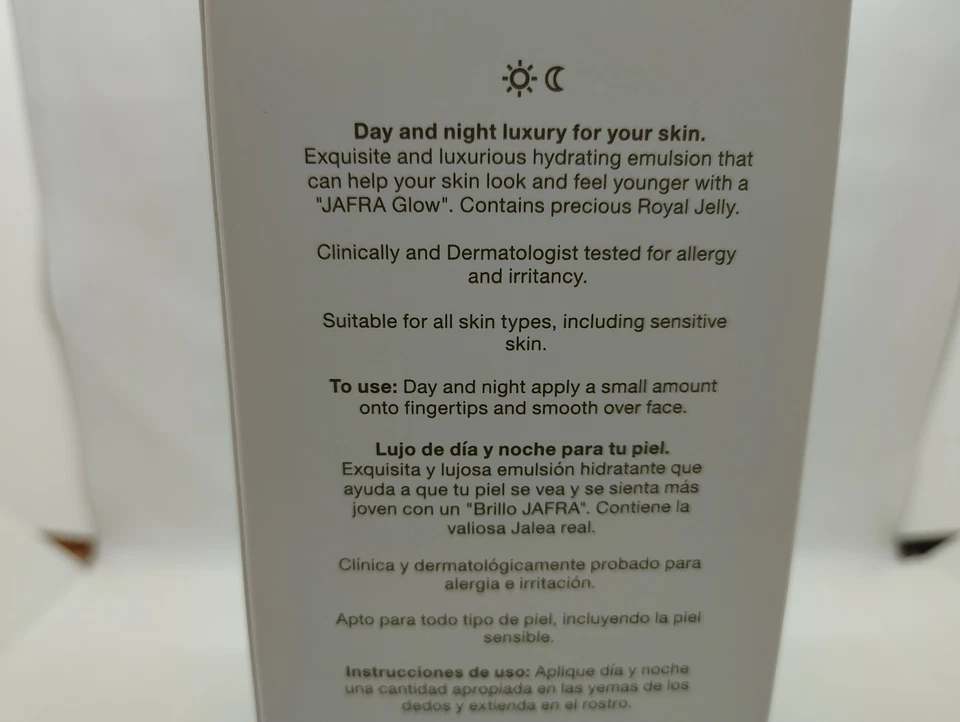 Day and night luxury for your skin.
Exquisite and luxurious hydrating emulsion that
can help your skin look and feel younger with a
"JAFRA Glow". Contains precious Royal Jelly.
Clinically and Dermatologist tested for allergy
and irritancy.
Suitable for all skin types, including sensitive
skin.
To use: Day and night apply a small amount
onto fingertips and smooth over face.
Lujo de día y noche para tu piel.
Exquisita y lujosa emulsión hidratante que
ayuda a que tu piel se vea y se sienta más
joven con un "Brillo JAFRA". Contiene la
valiosa Jalea real.
Clínica y dermatológicamente probado para
alergia e irritación.
Apto para todo tipo de piel, incluyendo la piel
sensible.
Instrucciones de uso: Aplique día y noche
una cantidad apropiada en las yemas de los
dedos y extienda en el rostro.